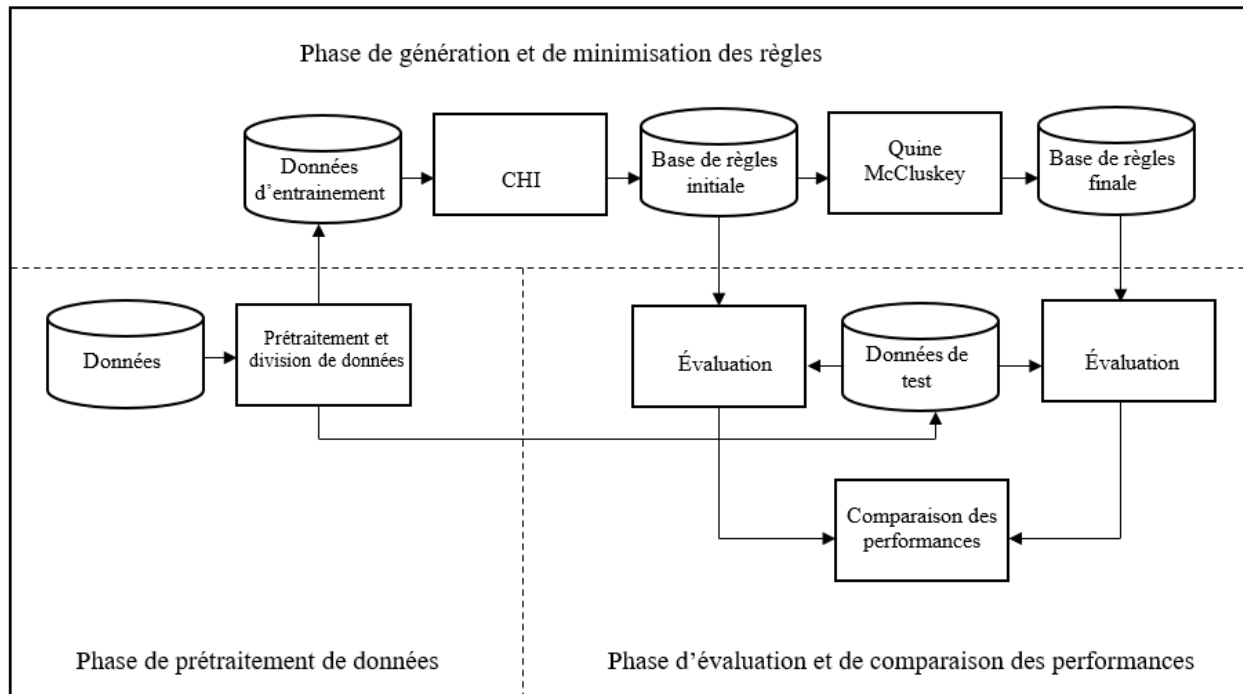 Phase de génération et de minimisation des règles
Données
d’entrainement
CHI
Base de règles
initiale
Quine
McCluskey
Base de règles
finale
Données
Prétraitement et
division de données
Évaluation
Données de
test
Évaluation
Comparaison des
performances
Phase de prétraitement de données
Phase d’évaluation et de comparaison des performances